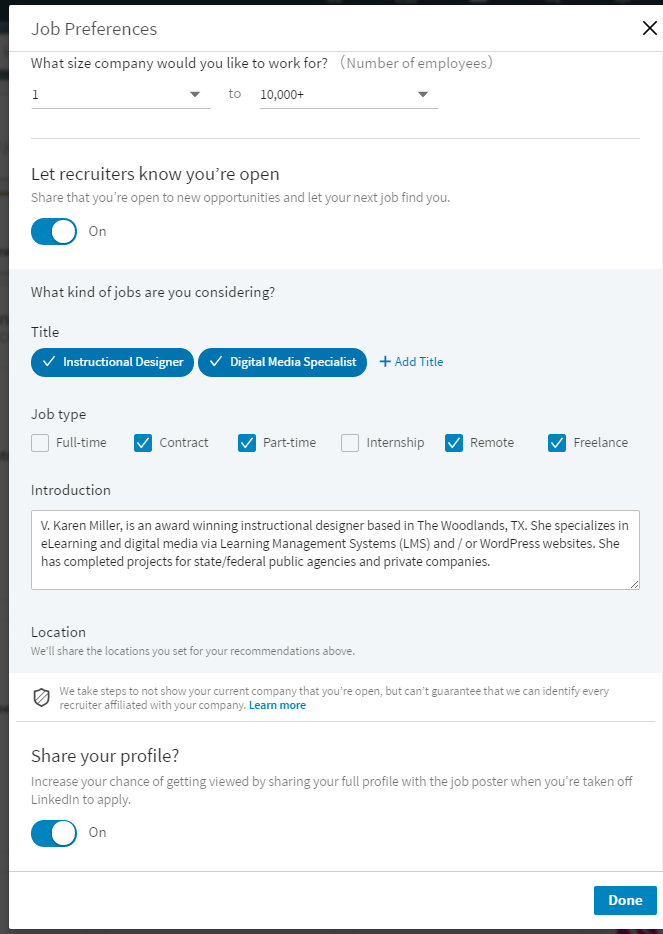 Job Preferences
What size company would you like to work for? (Number of employees)
1 to 10,000+
Let recruiters know you're open
Share that you're open to new opportunities and let your next job find you.
On
What kind of jobs are you considering?
Title
Instructional Designer Digital Media Specialist + Add Title
Job type
Full-time Contract Part-time Internship Remote Freelance
Introduction
V. Karen Miller, is an award winning instructional designer based in The Woodlands, TX. She specializes in
eLearning and digital media via Learning Management Systems (LMS) and / or WordPress websites. She
has completed projects for state/federal public agencies and private companies.
Location
We'll share the locations you set for your recommendations above.
We take steps to not show your current company that you're open, but can't guarantee that we can identify every
recruiter affiliated with your company. Learn more
Share your profile?
Increase your chance of getting viewed by sharing your full profile with the job poster when you're taken off
LinkedIn to apply.
On
Done